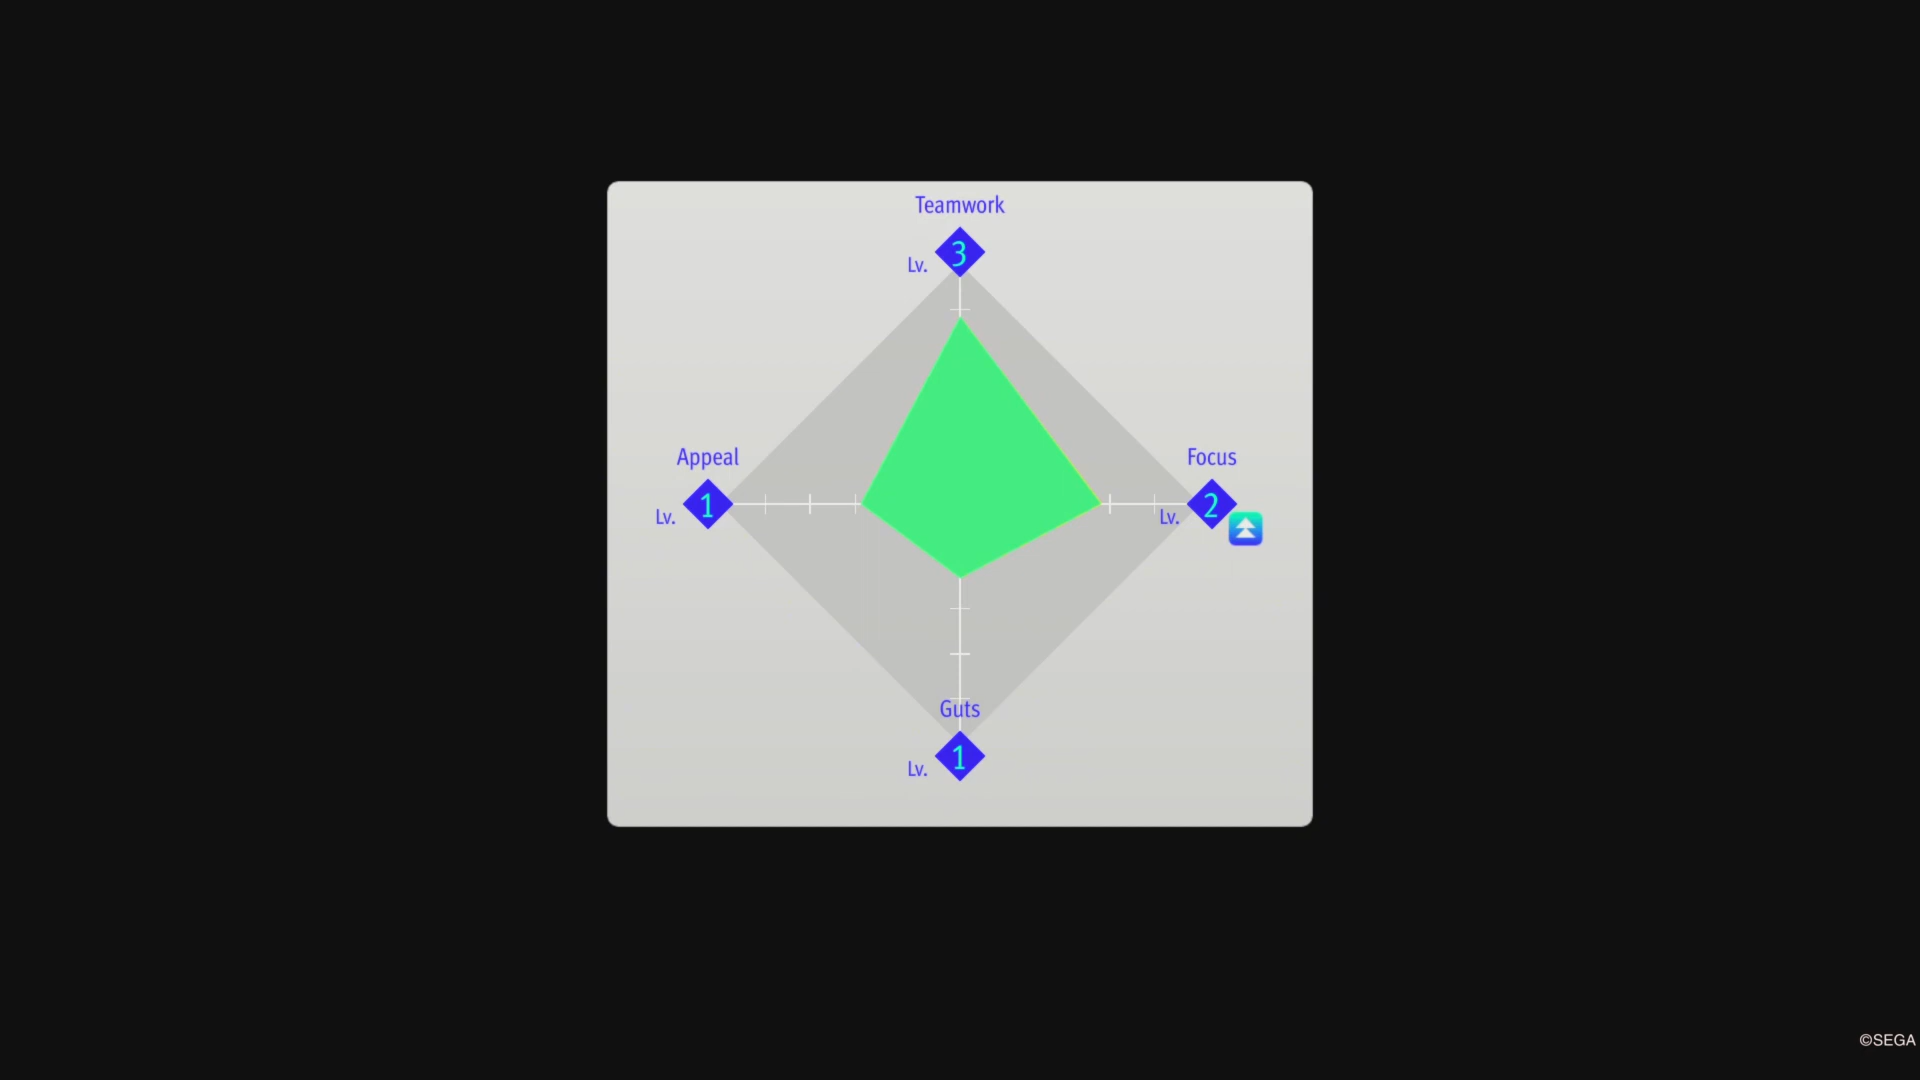 Teamwork
Lv. 3
Appeal
Lv. 1
Focus
Lv. 2
Guts
Lv. 1
©SEGA